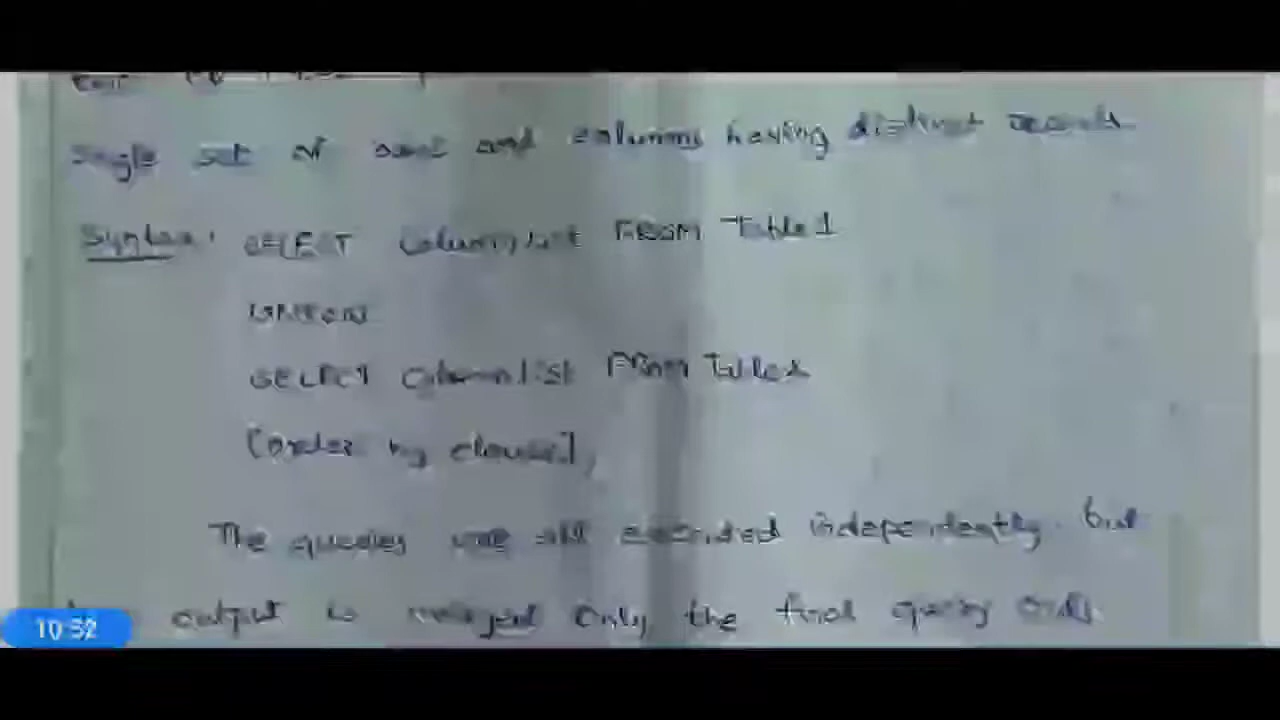 single set of rows and columns having distinct records
Syntax: SELECT Columnlist FROM Table1
UNION
SELECT Columnlist FROM Table2
[order by clause];
The queries are all executed independently but
output is merged only the final query ends
10:52